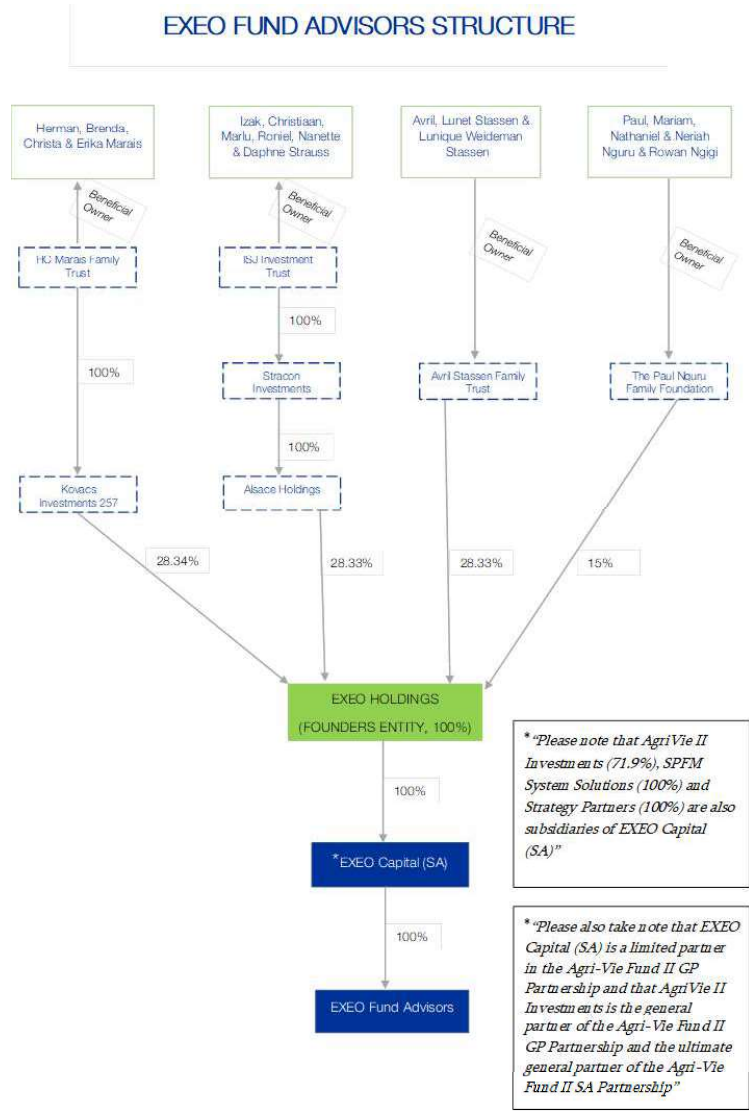 EXEO FUND ADVISORS STRUCTURE
Herman, Brenda,
Christa & Erika Marais
Izak, Christiaan,
Marlu, Roniel, Nanette
& Daphne Strauss
Avril, Lunet Stassen &
Lunique Weideman
Stassen
Paul, Mariam,
Nathaniel & Neriah
Nguru & Rowan Ngigi
Beneficial
Owner
Beneficial
Owner
Beneficial
Owner
Beneficial
Owner
HC Marais Family
Trust
ISJ Investment
Trust
100%
100%
Stracon
Investments
Avril Stassen Family
Trust
The Paul Nguru
Family Foundation
100%
Kovacs
Investments 257
Alsace Holdings
28.34%
28.33%
28.33%
15%
EXEO HOLDINGS
(FOUNDERS ENTITY, 100%)
100%
*EXEO Capital (SA)
100%
EXEO Fund Advisors
*"Please note that AgriVie II
Investments (71.9%), SPFM
System Solutions (100%) and
Strategy Partners (100%) are also
subsidiaries of EXEO Capital
(SA)"
*"Please also take note that EXEO
Capital (SA) is a limited partner
in the Agri-Vie Fund II GP
Partnership and that AgriVie II
Investments is the general
partner of the Agri-Vie Fund II
GP Partnership and the ultimate
general partner of the Agri-Vie
Fund II SA Partnership"